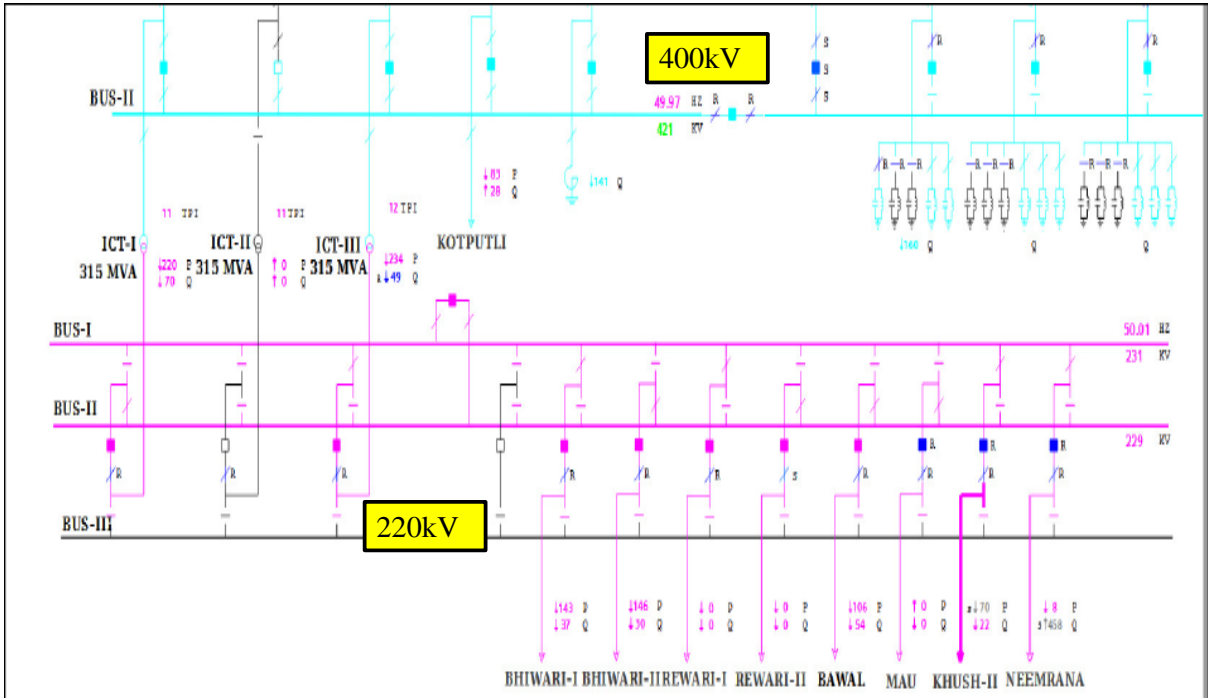 S
R
R
R
400kV
S
BUS-II
49.97 HZ R R
S
421 KV
R
R R
R R R
R R R
↓83 P
↑28 Q
↓141 Q
11 TPI
11 TPI
12 TPI
↓160 Q
Q
Q
ICT-I
ICT-II
ICT-III
KOTPUTLI
315 MVA
↓220 P
↓70 Q
315 MVA
↑0 P
↑0 Q
315 MVA
↓234 P
↓49 Q
BUS-I
50.01 HZ
231 KV
BUS-II
229 KV
R R R
R R R R S R R R R
BUS-III
220kV
↓143 P
↓37 Q
↓146 P
↓50 Q
↓0 P
↓0 Q
↓0 P
↓0 Q
↓106 P
↓54 Q
↑0 P
↓0 Q
s↓70 P
↓22 Q
↓8 P
s↑458 Q
BHIWARI-I BHIWARI-II REWARI-I REWARI-II BAWAL MAU KHUSH-II NEEMRANA